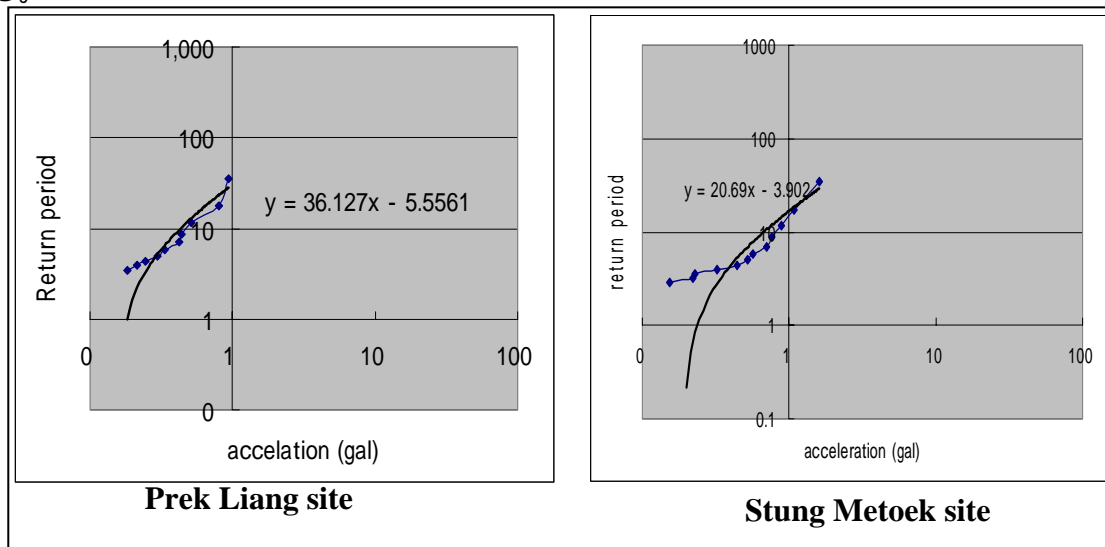 1,000
100
10
1
0
0
1
10
100
Return period
y = 36.127x - 5.5561
accelation (gal)
Prek Liang site
1000
100
10
1
0.1
0
1
10
100
return period
y = 20.69x - 3.902
acceleration (gal)
Stung Metoek site